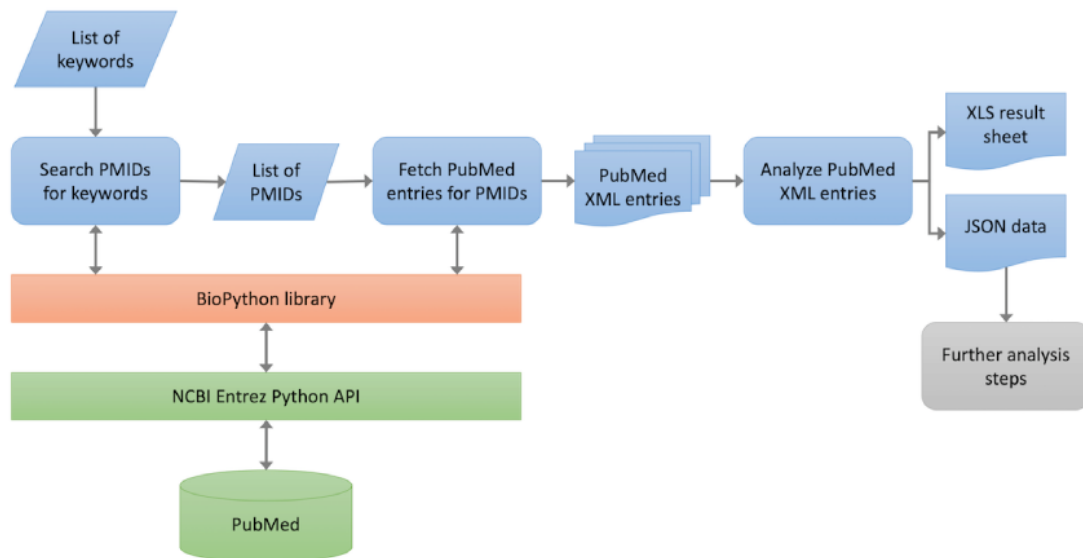 List of
keywords
Search PMIDs
for keywords
List of
PMIDs
Fetch PubMed
entries for PMIDs
PubMed
XML entries
Analyze PubMed
XML entries
XLS result
sheet
JSON data
Further analysis
steps
BioPython library
NCBI Entrez Python API
PubMed